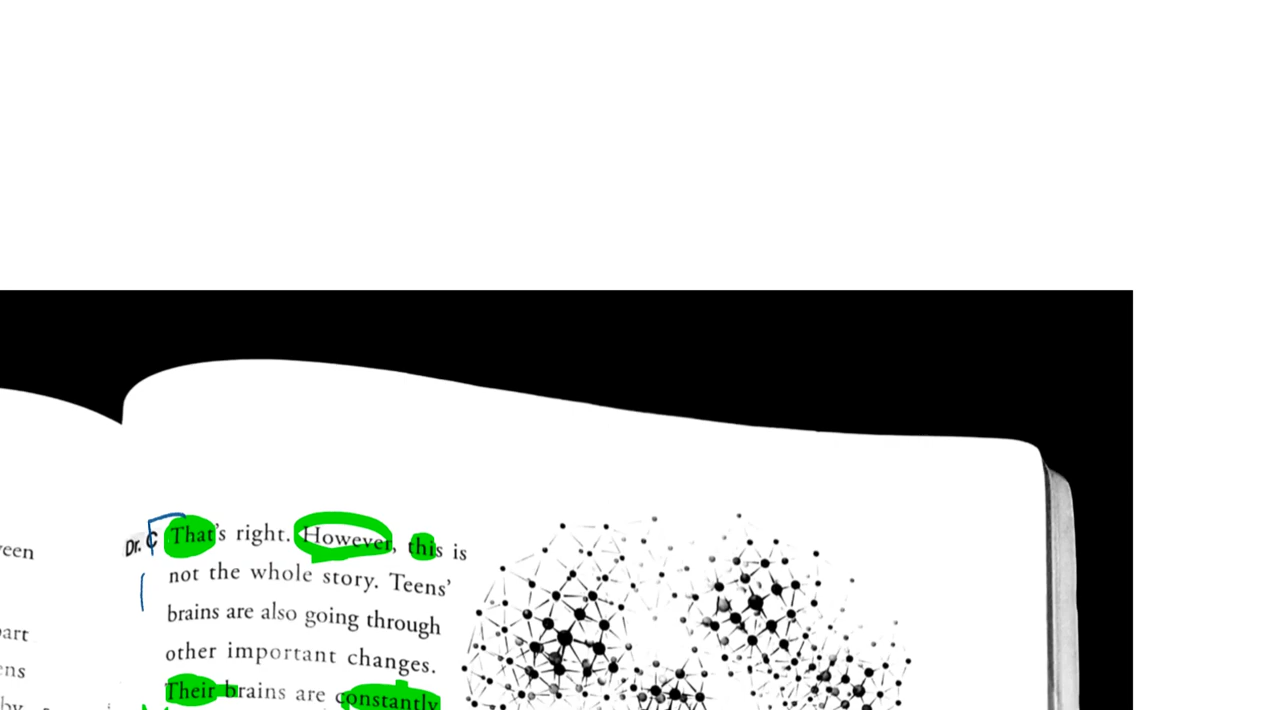 Dr. C That's right. However, this is
not the whole story. Teens'
brains are also going through
other important changes.
Their brains are constantly